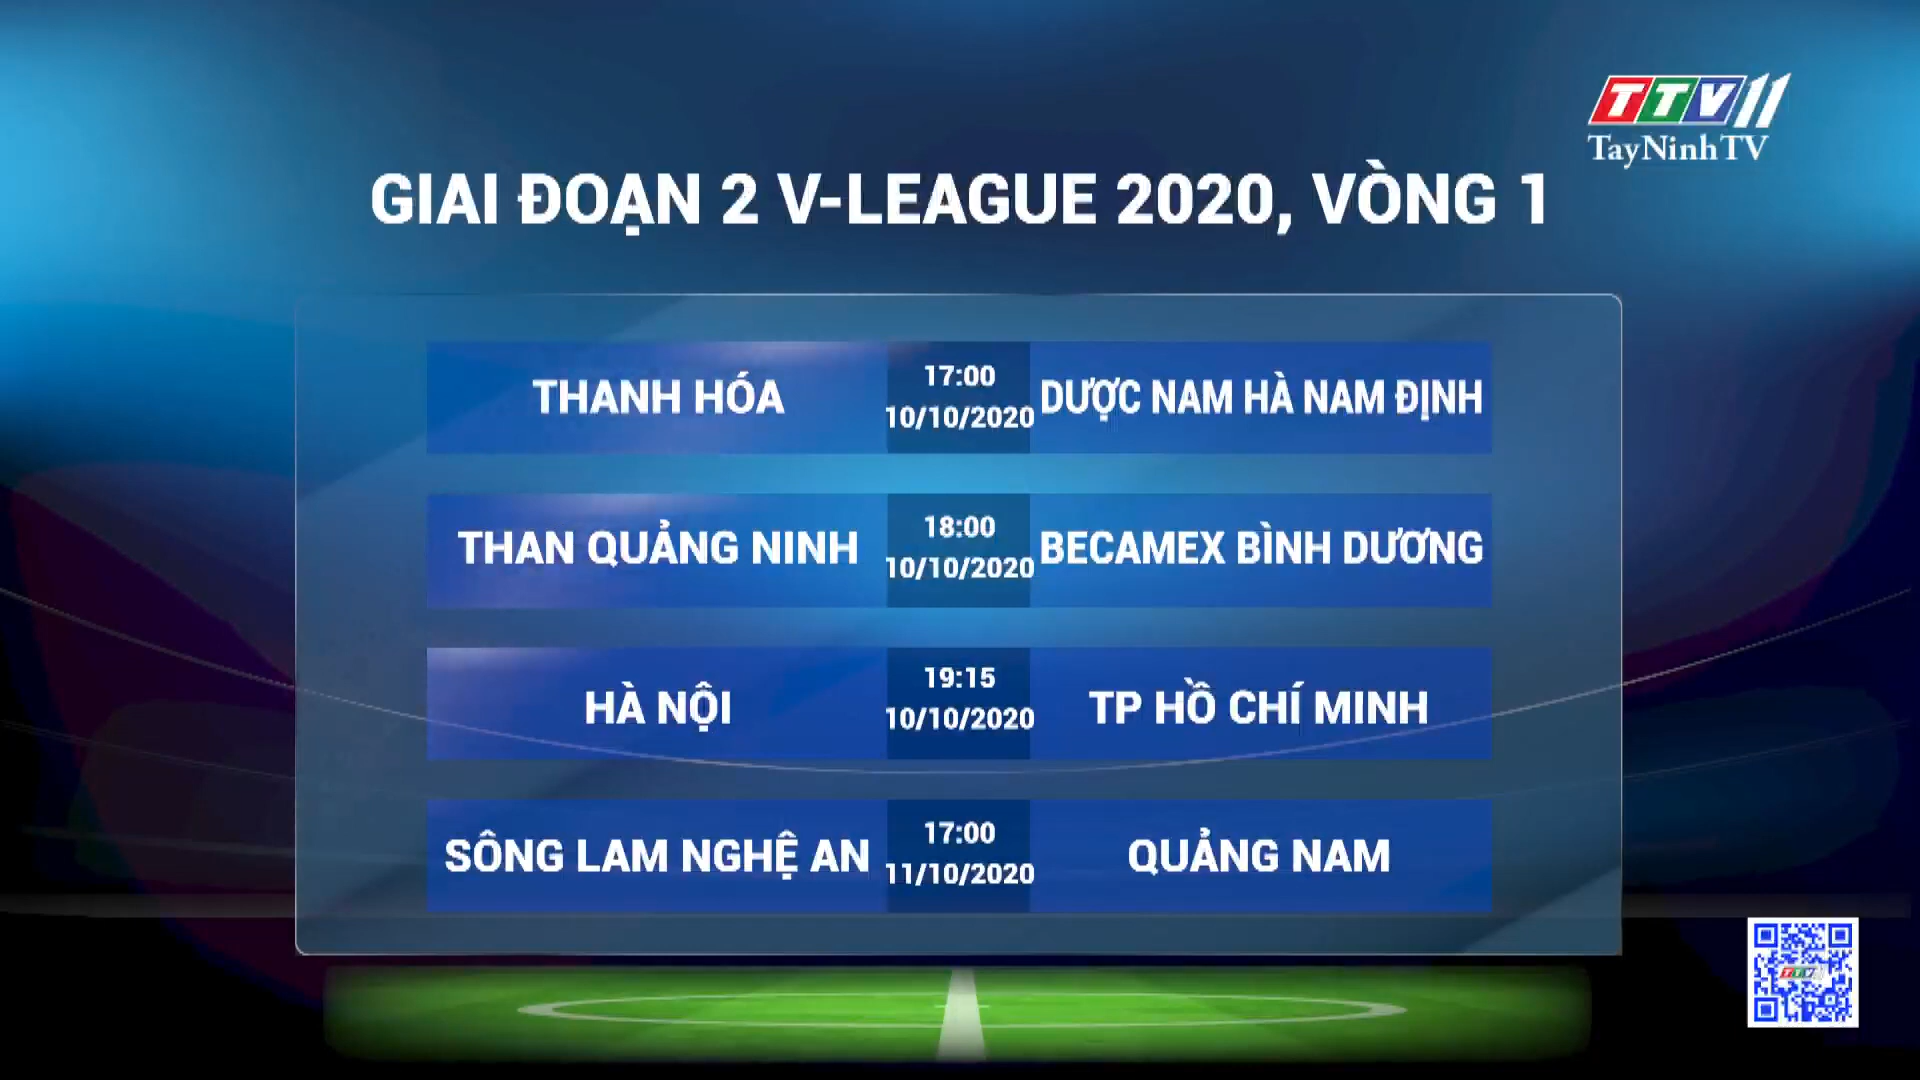 TTV11
TayNinhTV
GIAI ĐOẠN 2 V-LEAGUE 2020, VÒNG 1
THANH HÓA
17:00
10/10/2020
DƯỢC NAM HÀ NAM ĐỊNH
THAN QUẢNG NINH
18:00
10/10/2020
BECAMEX BÌNH DƯƠNG
HÀ NỘI
19:15
10/10/2020
TP HỒ CHÍ MINH
SÔNG LAM NGHỆ AN
17:00
11/10/2020
QUẢNG NAM
TTV11